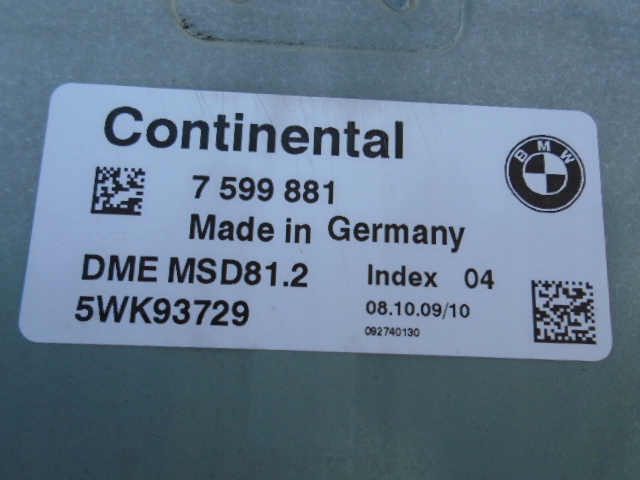 Continental
BMW
7 599 881
Made in Germany
DME MSD81.2 Index 04
5WK93729 08.10.09/10
092740130